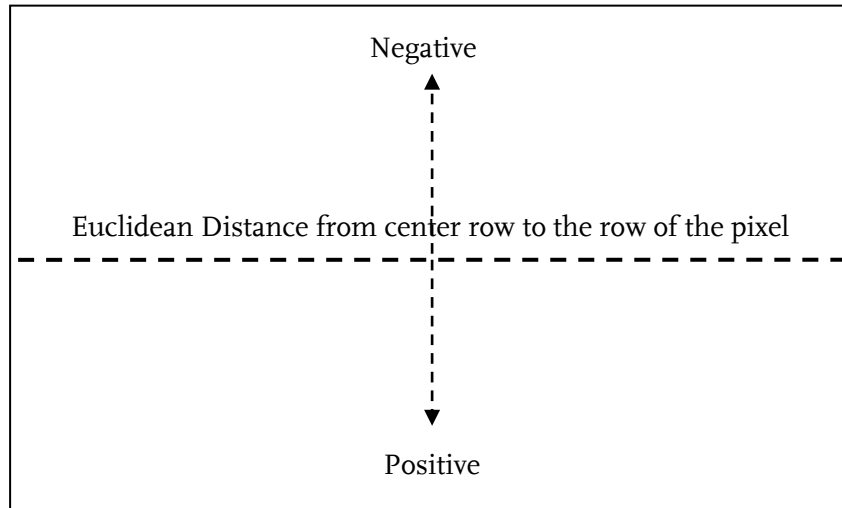 Negative
Euclidean Distance from center row to the row of the pixel
Positive